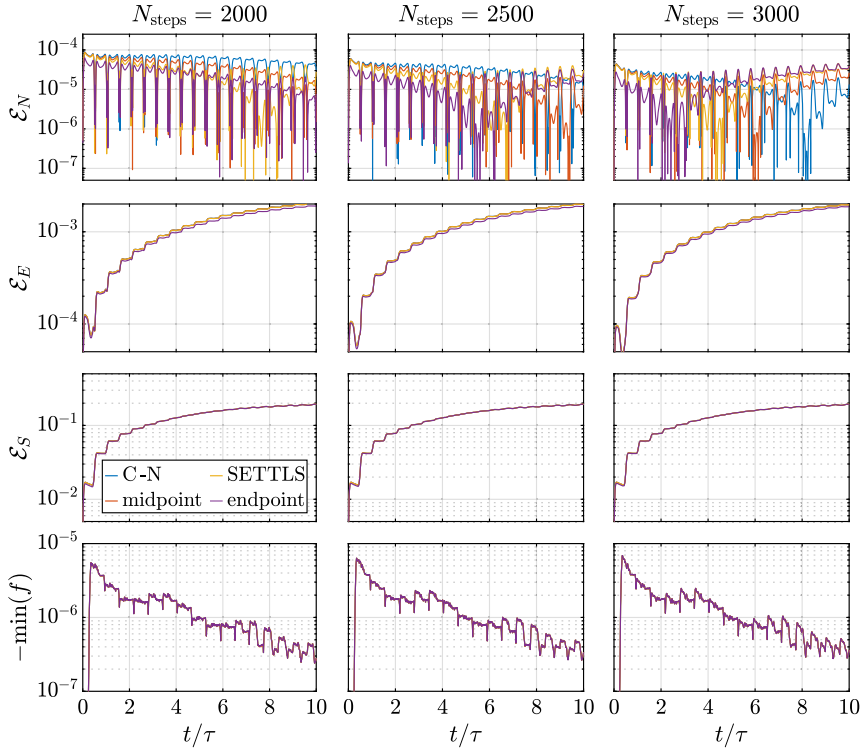 N_steps = 2000 N_steps = 2500 N_steps = 3000
10^-4
10^-5
10^-6
10^-7
ℰ_N
10^-3
10^-4
ℰ_E
10^-1
10^-2
ℰ_S
C-N SETTLS
midpoint endpoint
10^-5
10^-6
10^-7
−min(f)
0 2 4 6 8 10 0 2 4 6 8 10 0 2 4 6 8 10
t/τ t/τ t/τ